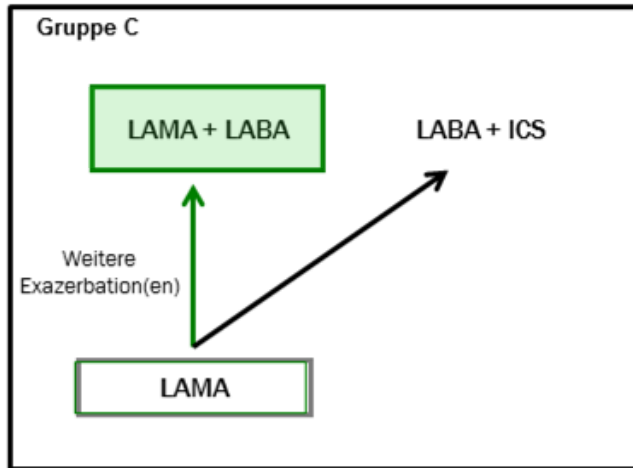 Gruppe C
LAMA + LABA
LABA + ICS
Weitere
Exazerbation(en)
LAMA